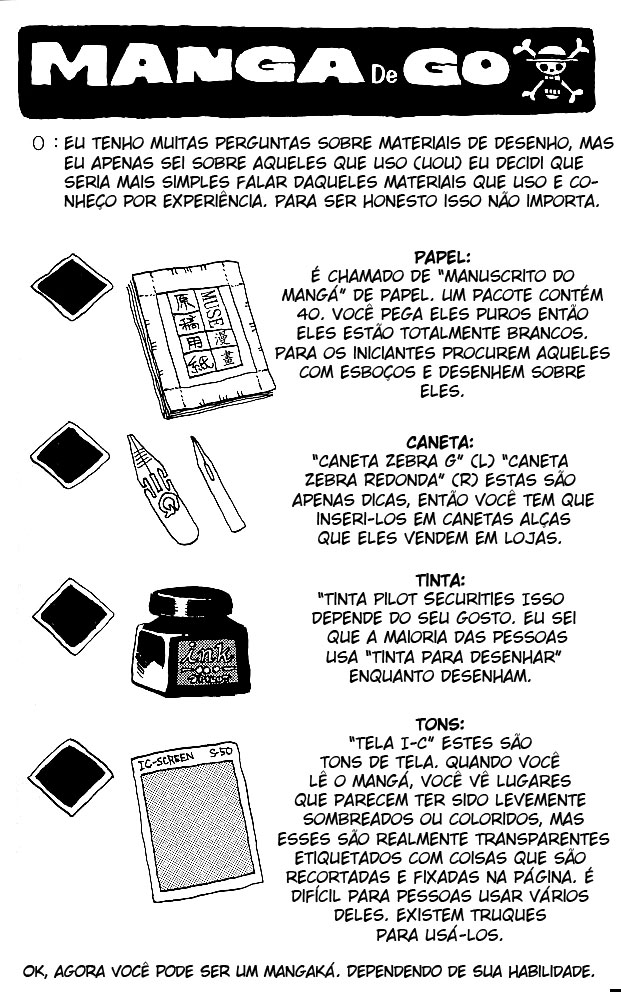 MANGA De GO
O : EU TENHO MUITAS PERGUNTAS SOBRE MATERIAIS DE DESENHO, MAS
EU APENAS SEI SOBRE AQUELES QUE USO (UOU) EU DECIDI QUE
SERIA MAIS SIMPLES FALAR DAQUELES MATERIAIS QUE USO E CO-
NHEÇO POR EXPERIÊNCIA. PARA SER HONESTO ISSO NÃO IMPORTA.
PAPEL:
É CHAMADO DE "MANUSCRITO DO
MANGÁ" DE PAPEL. UM PACOTE CONTÉM
40. VOCÊ PEGA ELES PUROS ENTÃO
ELES ESTÃO TOTALMENTE BRANCOS.
PARA OS INICIANTES PROCUREM AQUELES
COM ESBOÇOS E DESENHEM SOBRE
ELES.
MUSE
漫画
原稿用紙
CANETA:
"CANETA ZEBRA G" (L) "CANETA
ZEBRA REDONDA" (R) ESTAS SÃO
APENAS DICAS, ENTÃO VOCÊ TEM QUE
INSERI-LOS EM CANETAS ALÇAS
QUE ELES VENDEM EM LOJAS.
G
TINTA:
"TINTA PILOT SECURITIES ISSO
DEPENDE DO SEU GOSTO. EU SEI
QUE A MAIORIA DAS PESSOAS
USA "TINTA PARA DESENHAR"
ENQUANTO DESENHAM.
ink
TONS:
"TELA I-C" ESTES SÃO
TONS DE TELA. QUANDO VOCÊ
LÊ O MANGÁ, VOCÊ VÊ LUGARES
QUE PARECEM TER SIDO LEVEMENTE
SOMBREADOS OU COLORIDOS, MAS
ESSES SÃO REALMENTE TRANSPARENTES
ETIQUETADOS COM COISAS QUE SÃO
RECORTADAS E FIXADAS NA PÁGINA. É
DIFÍCIL PARA PESSOAS USAR VÁRIOS
DELES. EXISTEM TRUQUES
PARA USÁ-LOS.
IC-SCREEN S-50
OK, AGORA VOCÊ PODE SER UM MANGAKÁ. DEPENDENDO DE SUA HABILIDADE.